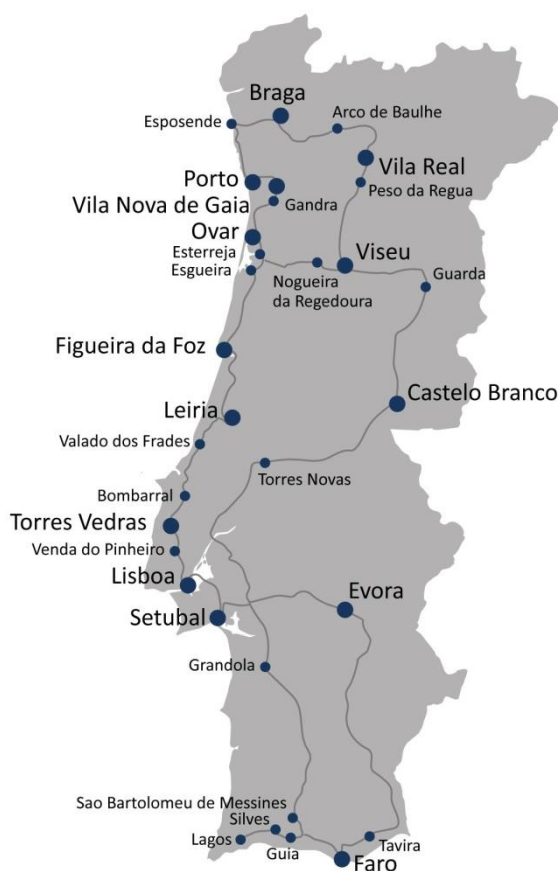 Braga
Esposende
Arco de Baulhe
Vila Real
Porto
Peso da Regua
Vila Nova de Gaia
Gandra
Ovar
Esterreja
Viseu
Esgueira
Nogueira
da Regedoura
Guarda
Figueira da Foz
Castelo Branco
Leiria
Valado dos Frades
Torres Novas
Bombarral
Torres Vedras
Venda do Pinheiro
Lisboa
Evora
Setubal
Grandola
Sao Bartolomeu de Messines
Silves
Lagos
Guia
Tavira
Faro